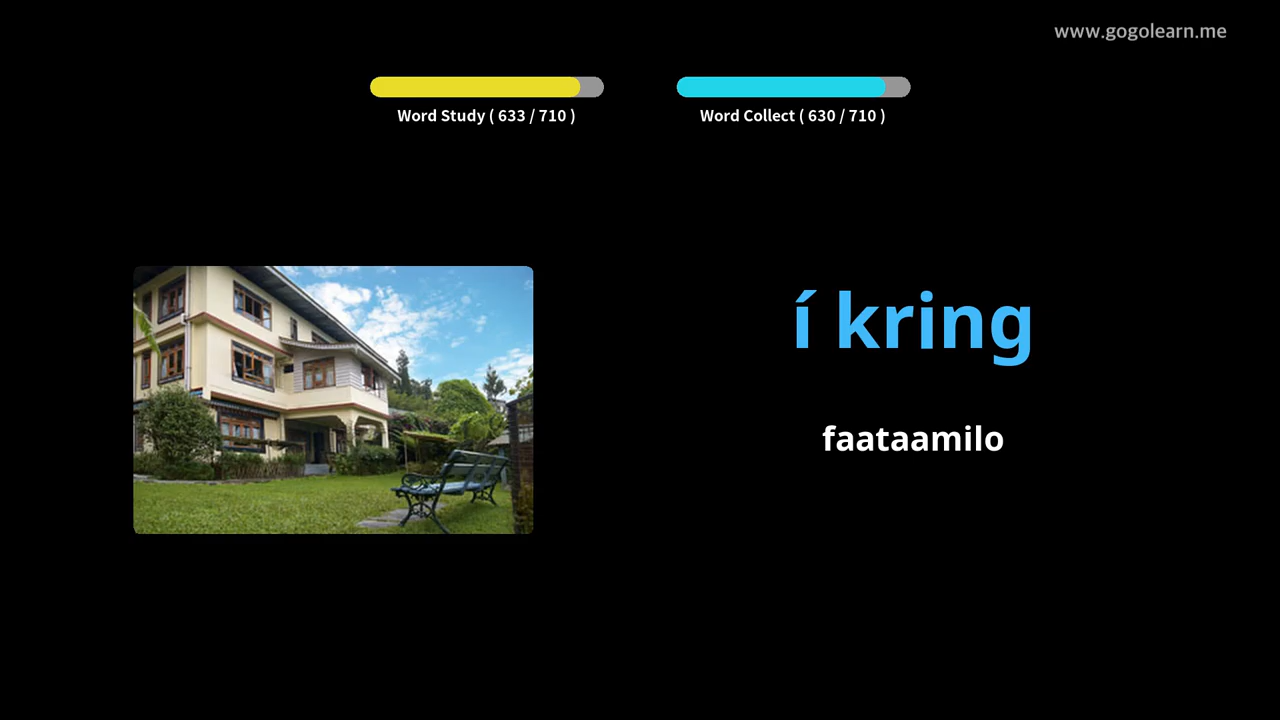 www.gogolearn.me
Word Study ( 633 / 710 )
Word Collect ( 630 / 710 )
í kring
faataamilo